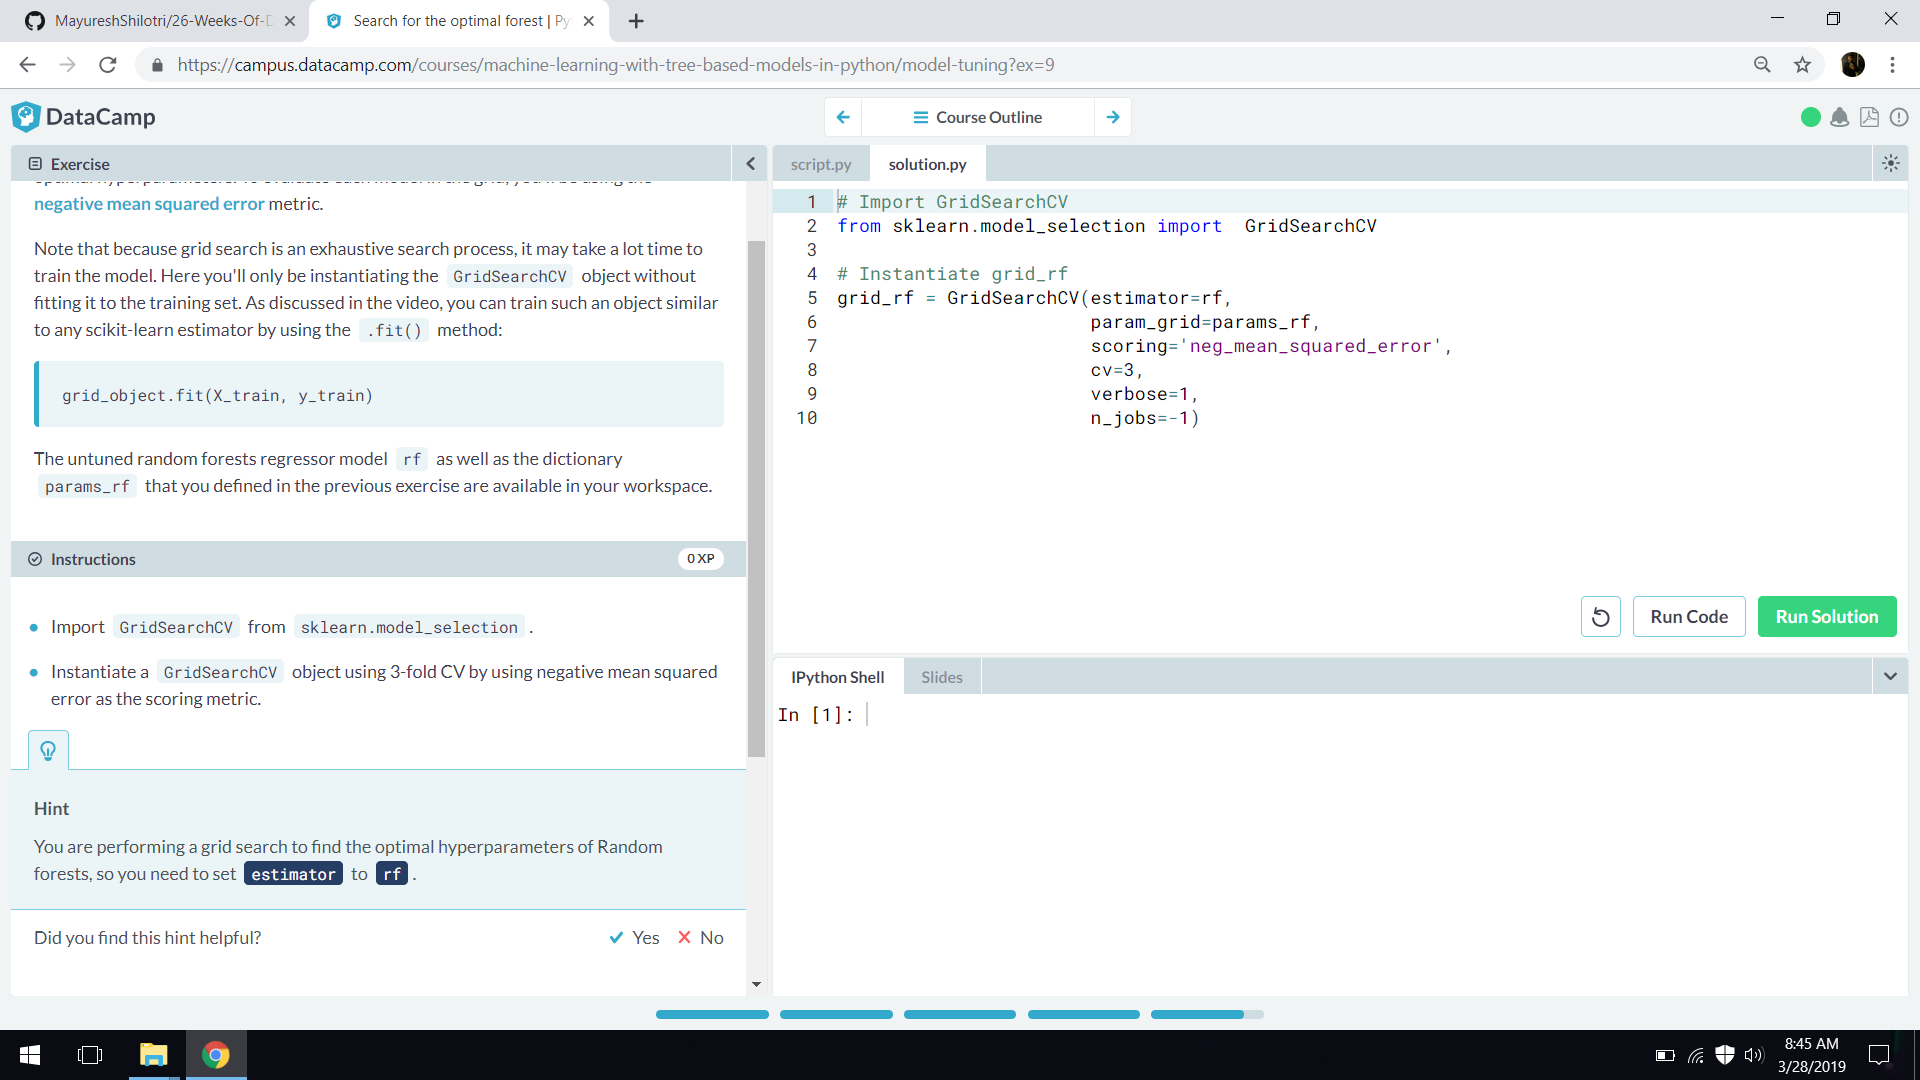 MayureshShilotri/26-Weeks-Of-D
Search for the optimal forest | Py
https://campus.datacamp.com/courses/machine-learning-with-tree-based-models-in-python/model-tuning?ex=9
DataCamp
Course Outline
Exercise
script.py
solution.py
negative mean squared error metric.
Note that because grid search is an exhaustive search process, it may take a lot time to
train the model. Here you'll only be instantiating the GridSearchCV object without
fitting it to the training set. As discussed in the video, you can train such an object similar
to any scikit-learn estimator by using the .fit() method:
grid_object.fit(X_train, y_train)
The untuned random forests regressor model rf as well as the dictionary
params_rf that you defined in the previous exercise are available in your workspace.
Instructions
0 XP
Import GridSearchCV from sklearn.model_selection .
Instantiate a GridSearchCV object using 3-fold CV by using negative mean squared
error as the scoring metric.
Hint
You are performing a grid search to find the optimal hyperparameters of Random
forests, so you need to set estimator to rf .
Did you find this hint helpful?
Yes
No
1 # Import GridSearchCV
2 from sklearn.model_selection import  GridSearchCV
3
4 # Instantiate grid_rf
5 grid_rf = GridSearchCV(estimator=rf,
6 param_grid=params_rf,
7 scoring='neg_mean_squared_error',
8 cv=3,
9 verbose=1,
10 n_jobs=-1)
Run Code
Run Solution
IPython Shell
Slides
In [1]:
8:45 AM
3/28/2019